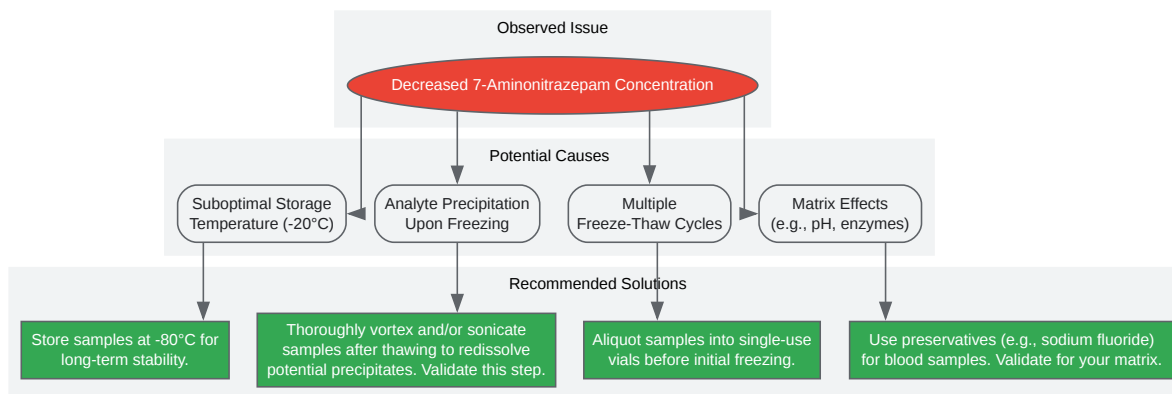 Observed Issue
Decreased 7-Aminonitrazepam Concentration
Potential Causes
Suboptimal Storage
Temperature (-20°C)
Analyte Precipitation
Upon Freezing
Multiple
Freeze-Thaw Cycles
Matrix Effects
(e.g., pH, enzymes)
Recommended Solutions
Store samples at -80°C for
long-term stability.
Thoroughly vortex and/or sonicate
samples after thawing to redissolve
potential precipitates. Validate this step.
Aliquot samples into single-use
vials before initial freezing.
Use preservatives (e.g., sodium fluoride)
for blood samples. Validate for your matrix.